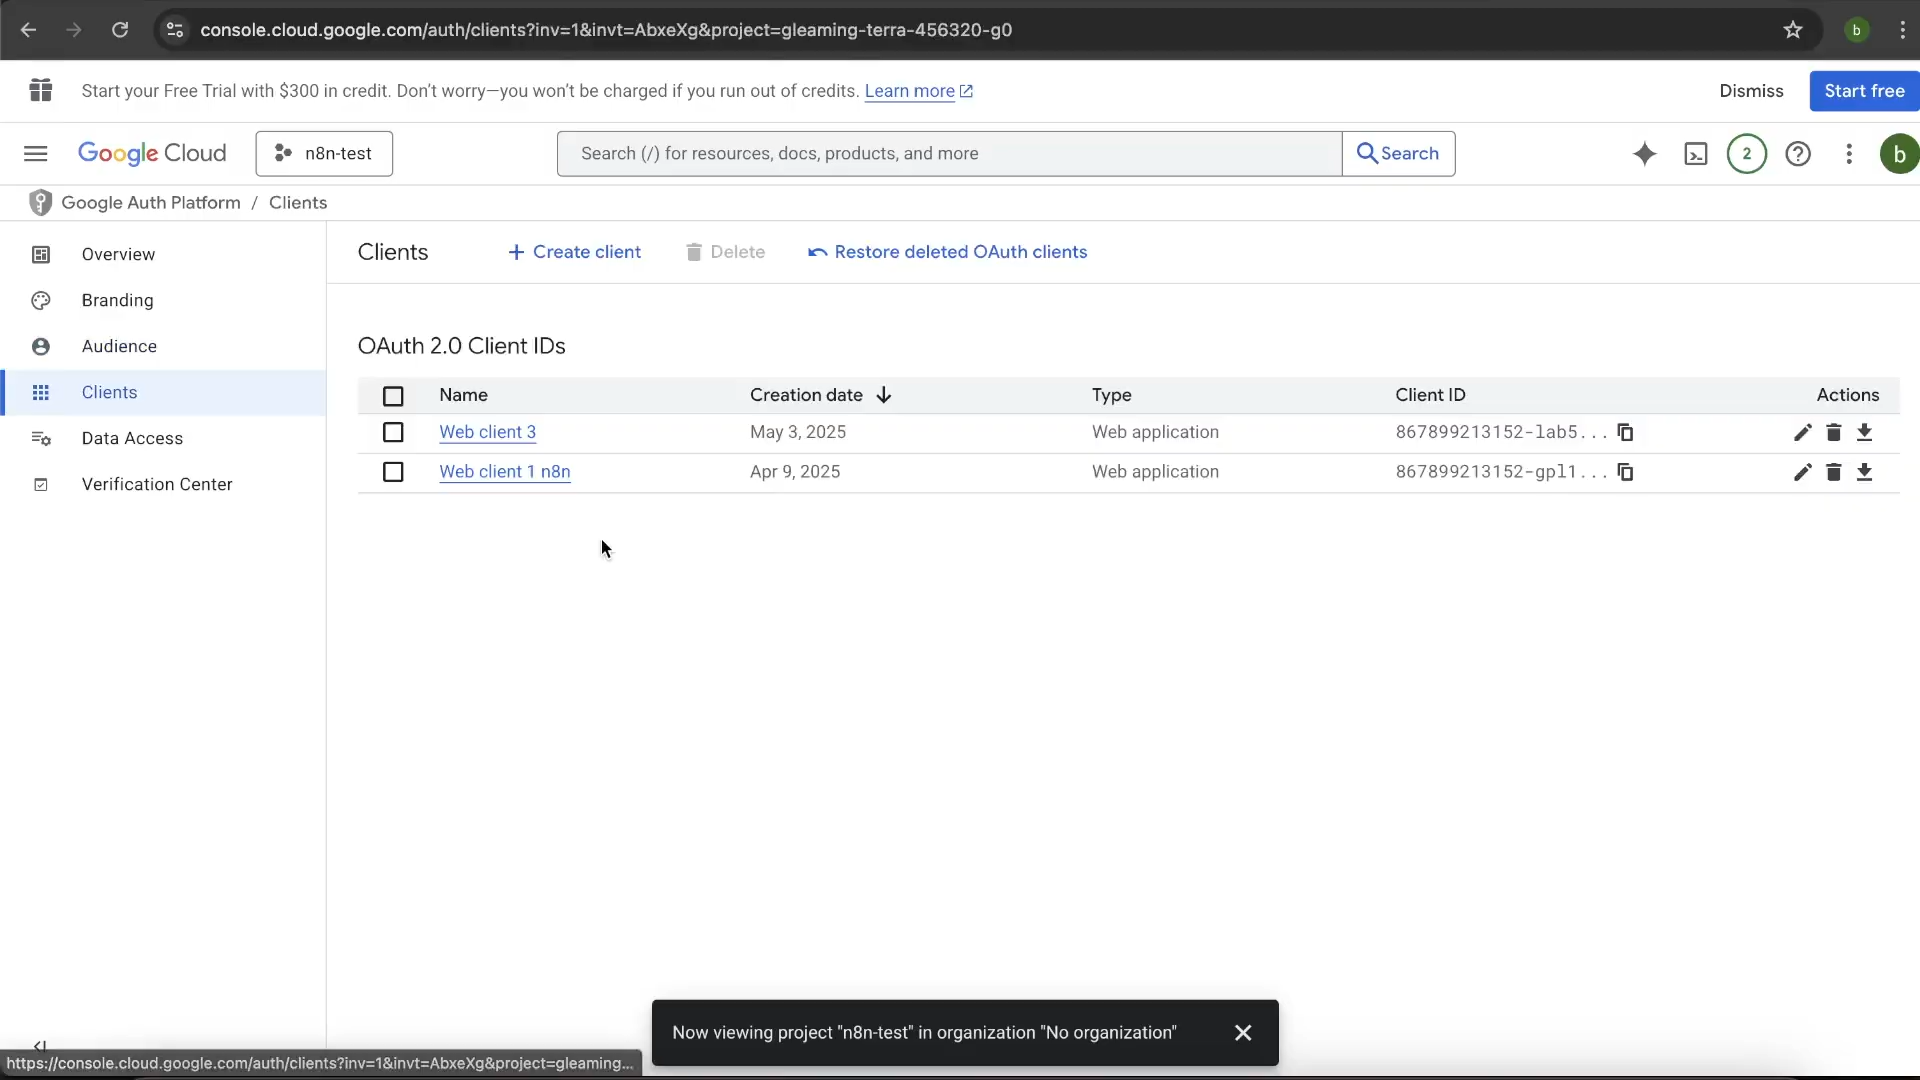 console.cloud.google.com/auth/clients?inv=1&invt=AbxeXg&project=gleaming-terra-456320-g0
b
Start your Free Trial with $300 in credit. Don't worry—you won't be charged if you run out of credits. Learn more
Dismiss
Start free
Google Cloud
n8n-test
Search (/) for resources, docs, products, and more
Search
2
b
Google Auth Platform / Clients
Overview
Branding
Audience
Clients
Data Access
Verification Center
Clients
+ Create client
Delete
Restore deleted OAuth clients
OAuth 2.0 Client IDs
Name Creation date Type Client ID Actions
Web client 3 May 3, 2025 Web application 867899213152-lab5...
Web client 1 n8n Apr 9, 2025 Web application 867899213152-gpl1...
Now viewing project "n8n-test" in organization "No organization"
https://console.cloud.google.com/auth/clients?inv=1&invt=AbxeXg&project=gleaming...